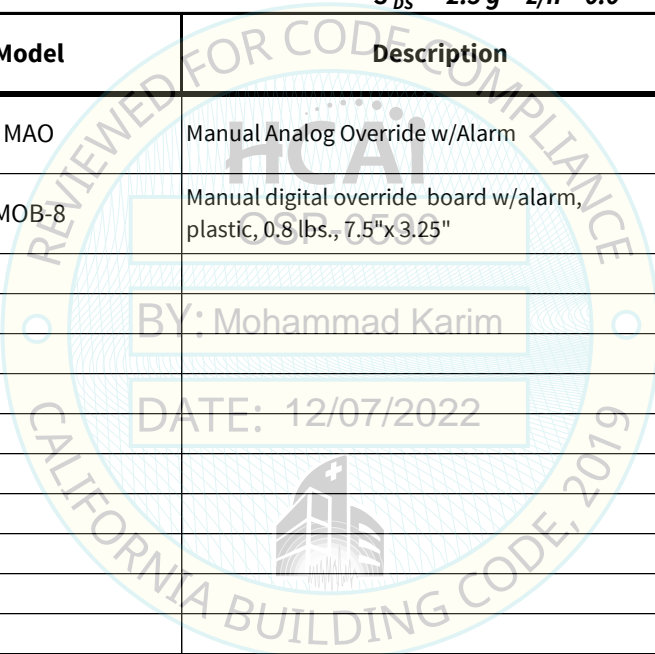 Model Description
REVIEWED FOR CODE COMPLIANCE
MAO Manual Analog Override w/Alarm
HCAi
MOB-8 Manual digital override board w/alarm,
plastic, 0.8 lbs., 7.5"x 3.25"
BY: Mohammad Karim
DATE: 12/07/2022
CALIFORNIA BUILDING CODE, 2019